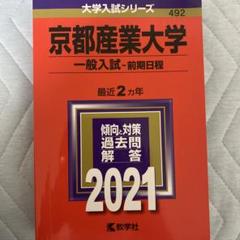 大学入試シリーズ
492
京都産業大学
一般入試-前期日程
最近2カ年
傾向と対策
過去問
解答
2021
教学社